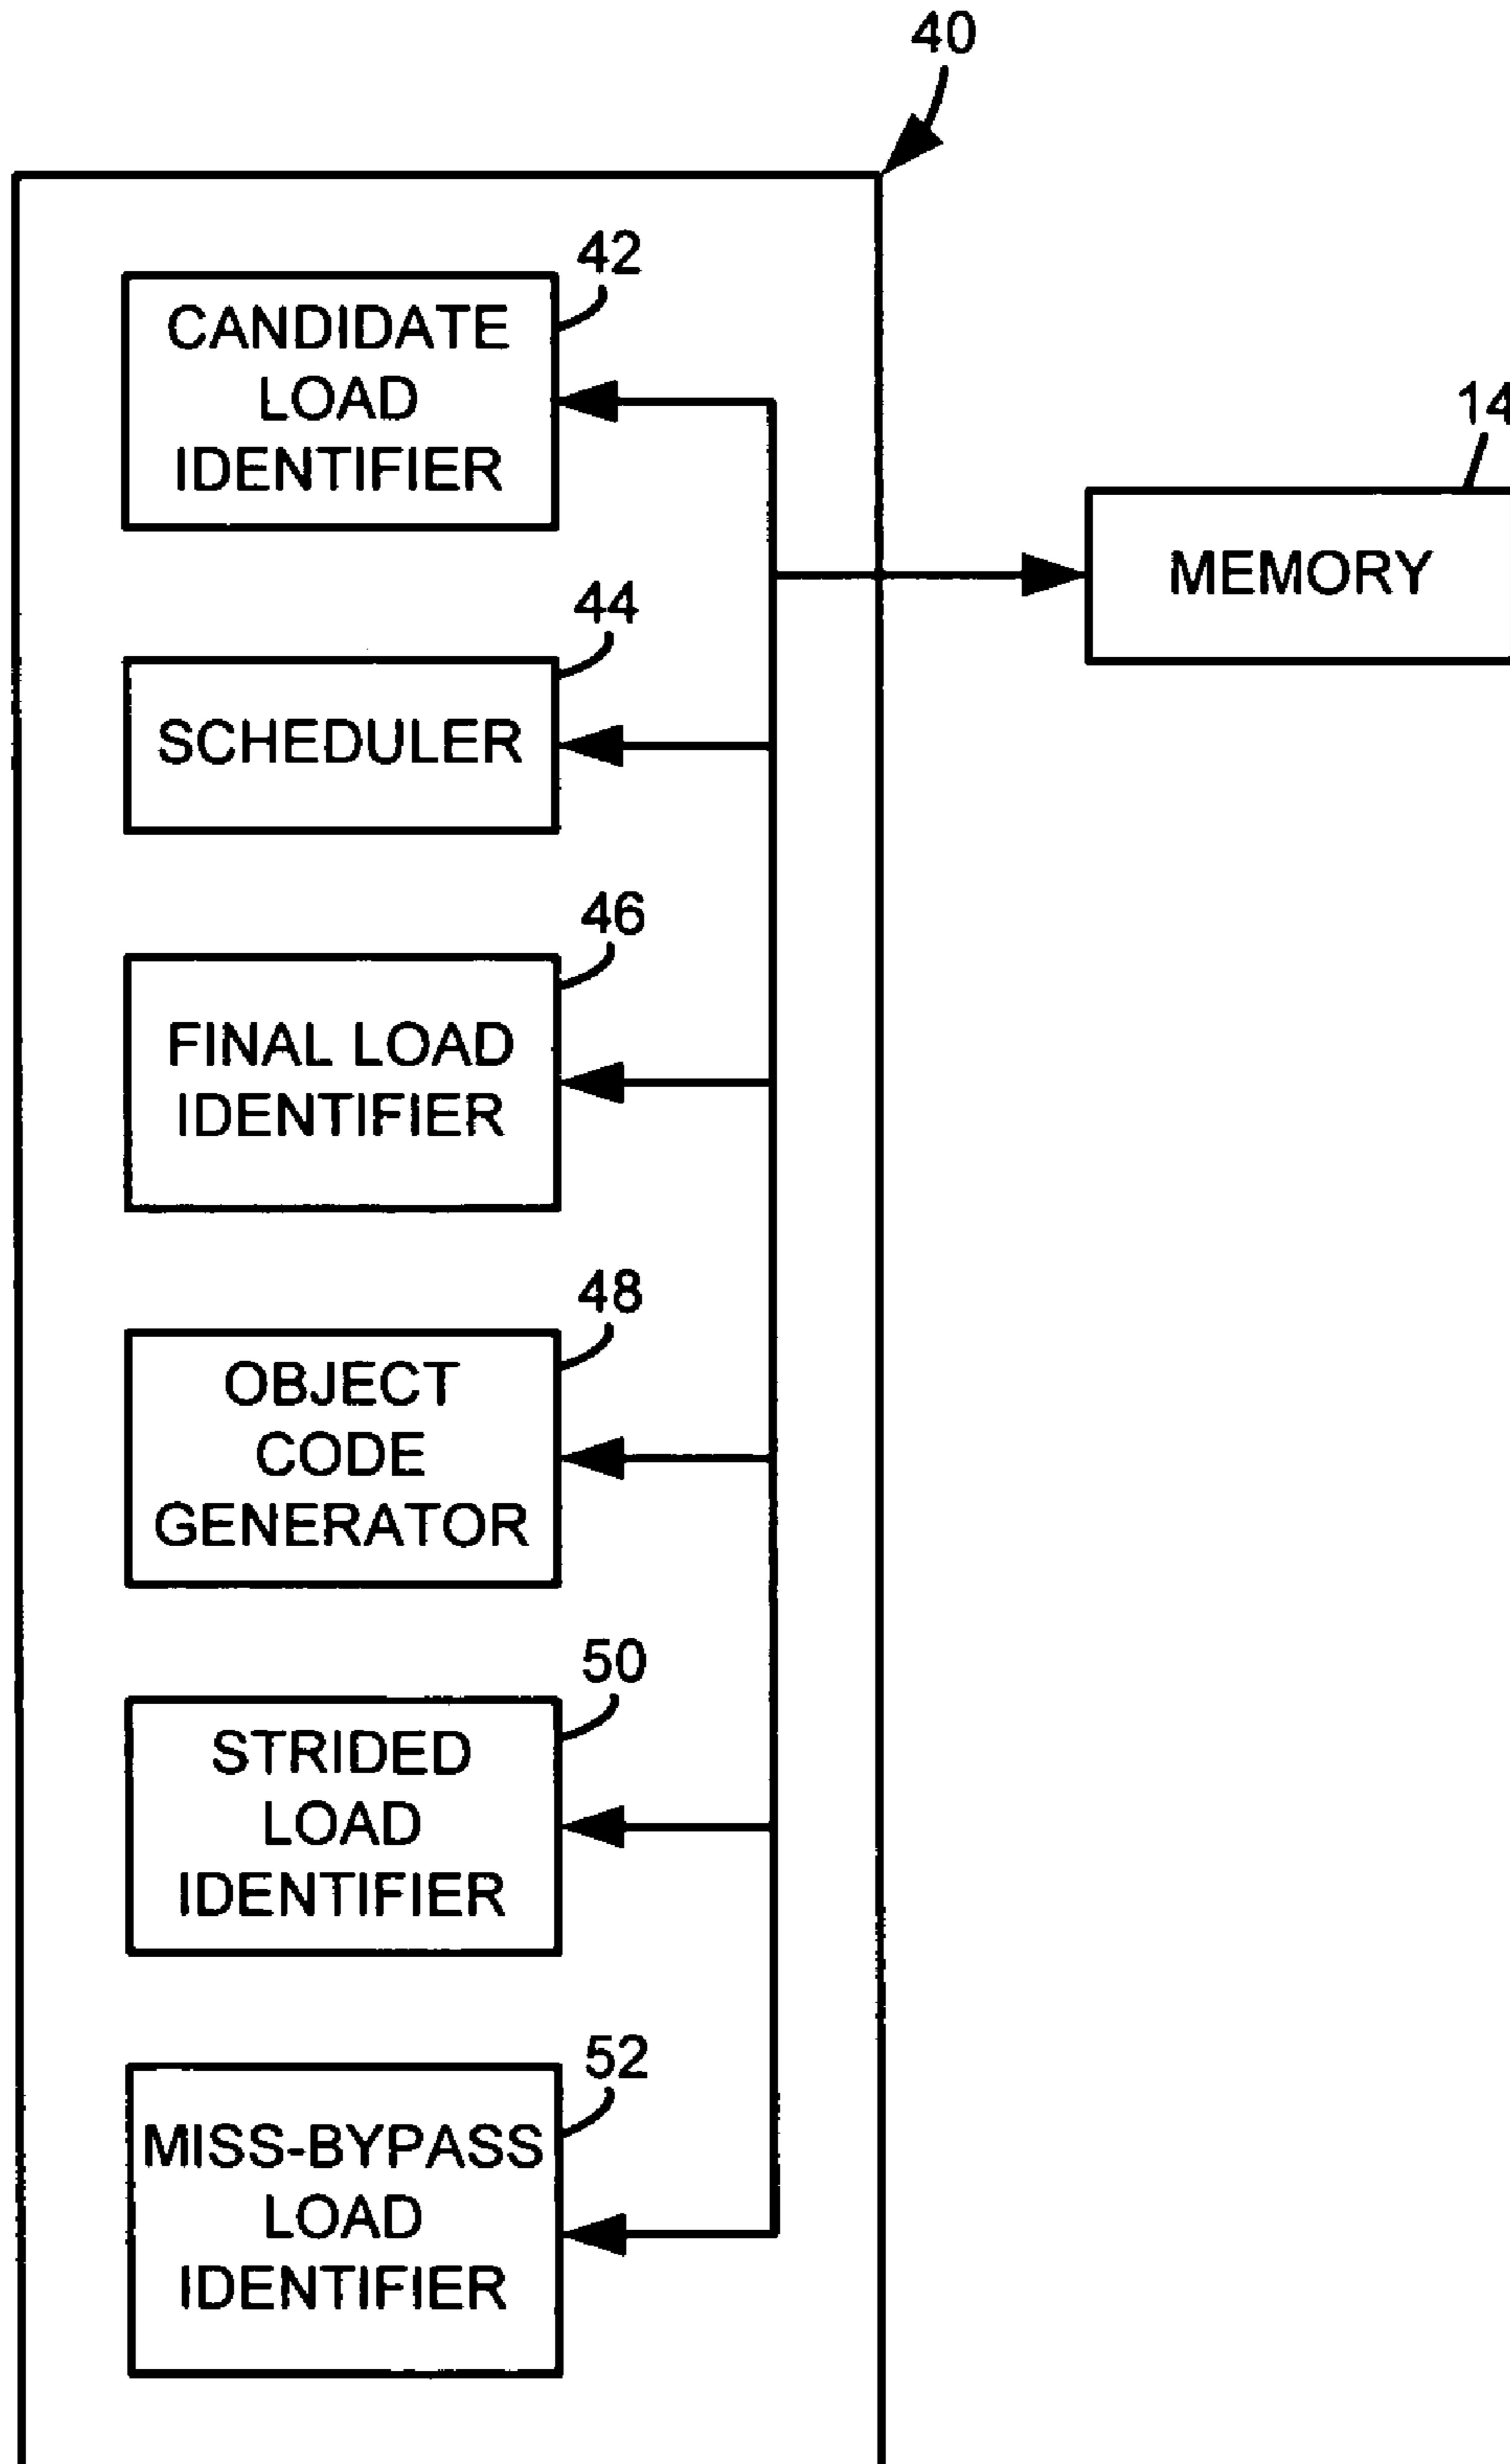 40
42
CANDIDATE
LOAD
IDENTIFIER
14
MEMORY
44
SCHEDULER
46
FINAL LOAD
IDENTIFIER
48
OBJECT
CODE
GENERATOR
50
STRIDED
LOAD
IDENTIFIER
52
MISS-BYPASS
LOAD
IDENTIFIER